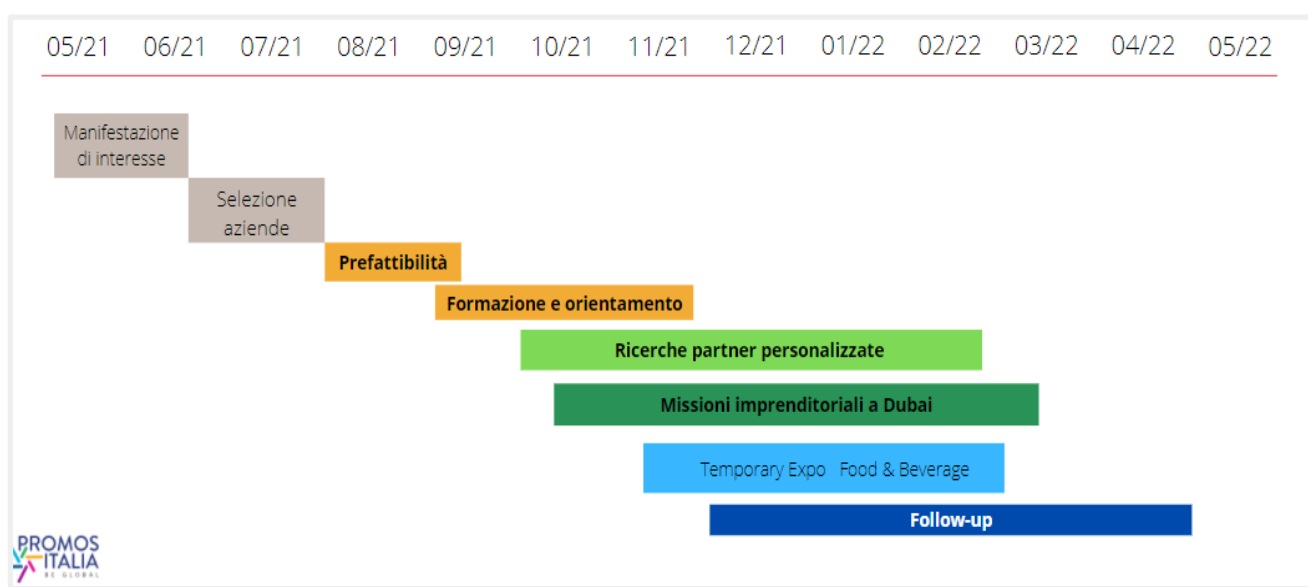 05/21 06/21 07/21 08/21 09/21 10/21 11/21 12/21 01/22 02/22 03/22 04/22 05/22
Manifestazione
di interesse
Selezione
aziende
Prefattibilità
Formazione e orientamento
Ricerche partner personalizzate
Missioni imprenditoriali a Dubai
Temporary Expo Food & Beverage
Follow-up
PROMOS
ITALIA
BE GLOBAL